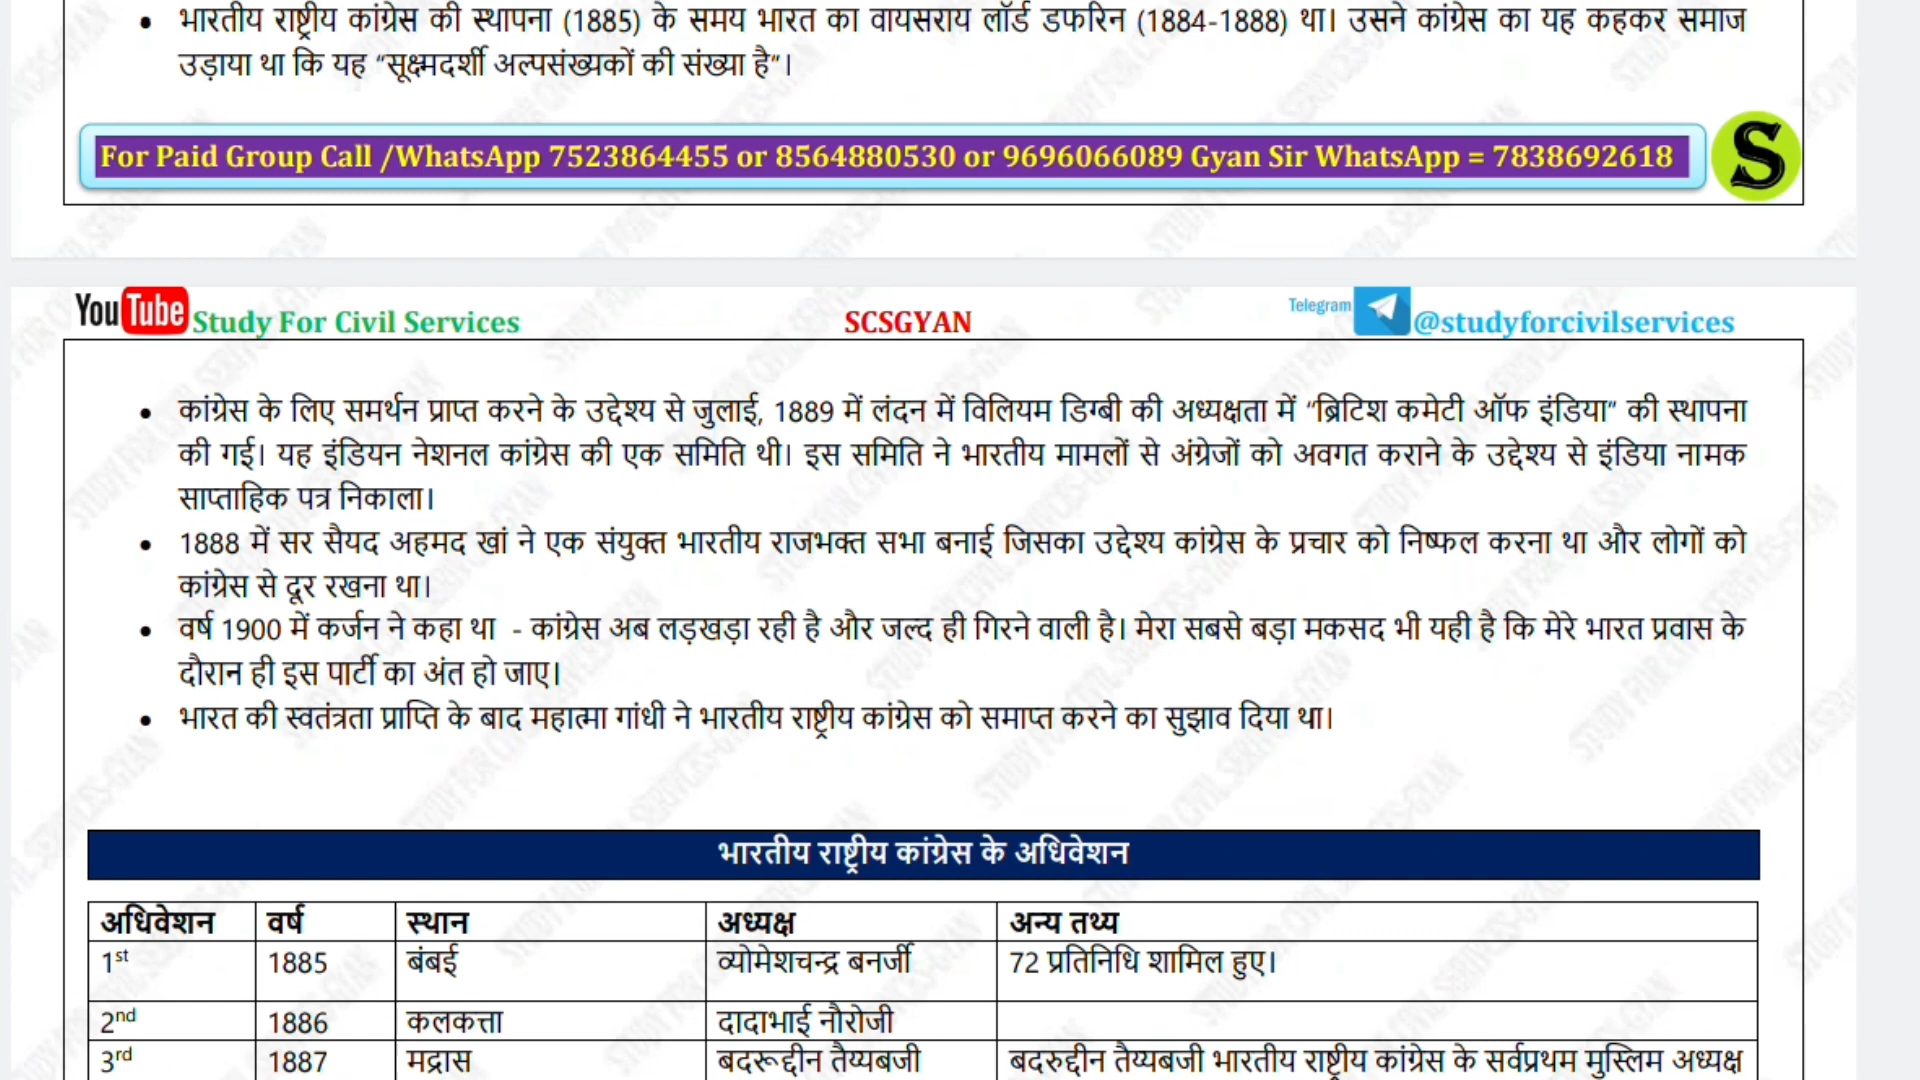 • भारतीय राष्ट्रीय कांग्रेस की स्थापना (1885) के समय भारत का वायसराय लॉर्ड डफरिन (1884-1888) था। उसने कांग्रेस का यह कहकर समाज
उड़ाया था कि यह "सूक्ष्मदर्शी अल्पसंख्यकों की संख्या है"।
For Paid Group Call /WhatsApp 7523864455 or 8564880530 or 9696066089 Gyan Sir WhatsApp = 7838692618
S
YouTube Study For Civil Services SCSGYAN Telegram @studyforcivilservices
• कांग्रेस के लिए समर्थन प्राप्त करने के उद्देश्य से जुलाई, 1889 में लंदन में विलियम डिग्बी की अध्यक्षता में "ब्रिटिश कमेटी ऑफ इंडिया" की स्थापना
की गई। यह इंडियन नेशनल कांग्रेस की एक समिति थी। इस समिति ने भारतीय मामलों से अंग्रेजों को अवगत कराने के उद्देश्य से इंडिया नामक
साप्ताहिक पत्र निकाला।
• 1888 में सर सैयद अहमद खां ने एक संयुक्त भारतीय राजभक्त सभा बनाई जिसका उद्देश्य कांग्रेस के प्रचार को निष्फल करना था और लोगों को
कांग्रेस से दूर रखना था।
• वर्ष 1900 में कर्जन ने कहा था - कांग्रेस अब लड़खड़ा रही है और जल्द ही गिरने वाली है। मेरा सबसे बड़ा मकसद भी यही है कि मेरे भारत प्रवास के
दौरान ही इस पार्टी का अंत हो जाए।
• भारत की स्वतंत्रता प्राप्ति के बाद महात्मा गांधी ने भारतीय राष्ट्रीय कांग्रेस को समाप्त करने का सुझाव दिया था।
भारतीय राष्ट्रीय कांग्रेस के अधिवेशन
अधिवेशन वर्ष स्थान अध्यक्ष अन्य तथ्य
1st 1885 बंबई व्योमेशचन्द्र बनर्जी 72 प्रतिनिधि शामिल हुए।
2nd 1886 कलकत्ता दादाभाई नौरोजी
3rd 1887 मद्रास बदरूद्दीन तैय्यबजी बदरुद्दीन तैय्यबजी भारतीय राष्ट्रीय कांग्रेस के सर्वप्रथम मुस्लिम अध्यक्ष